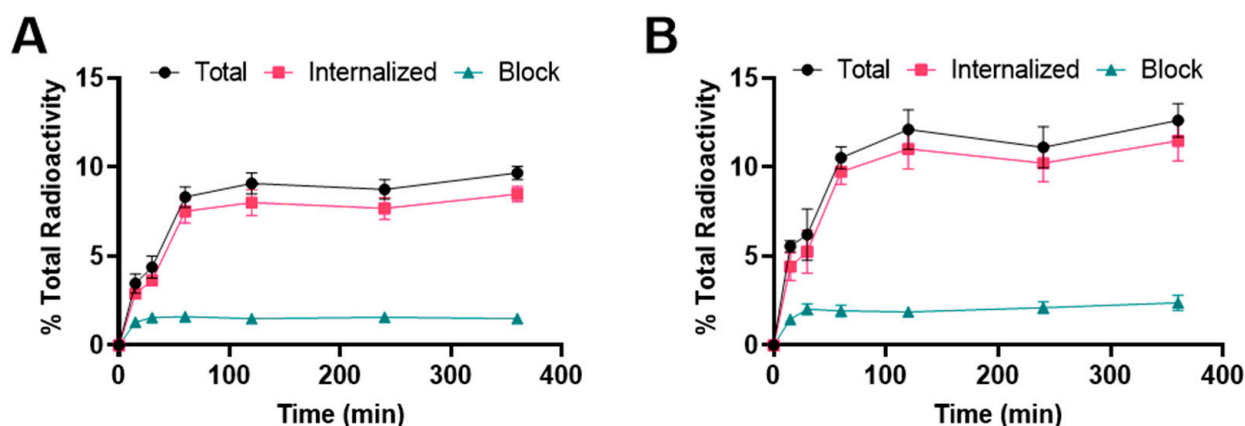 A
Total Internalized Block
% Total Radioactivity
15
10
5
0
0 100 200 300 400
Time (min)
B
Total Internalized Block
% Total Radioactivity
15
10
5
0
0 100 200 300 400
Time (min)